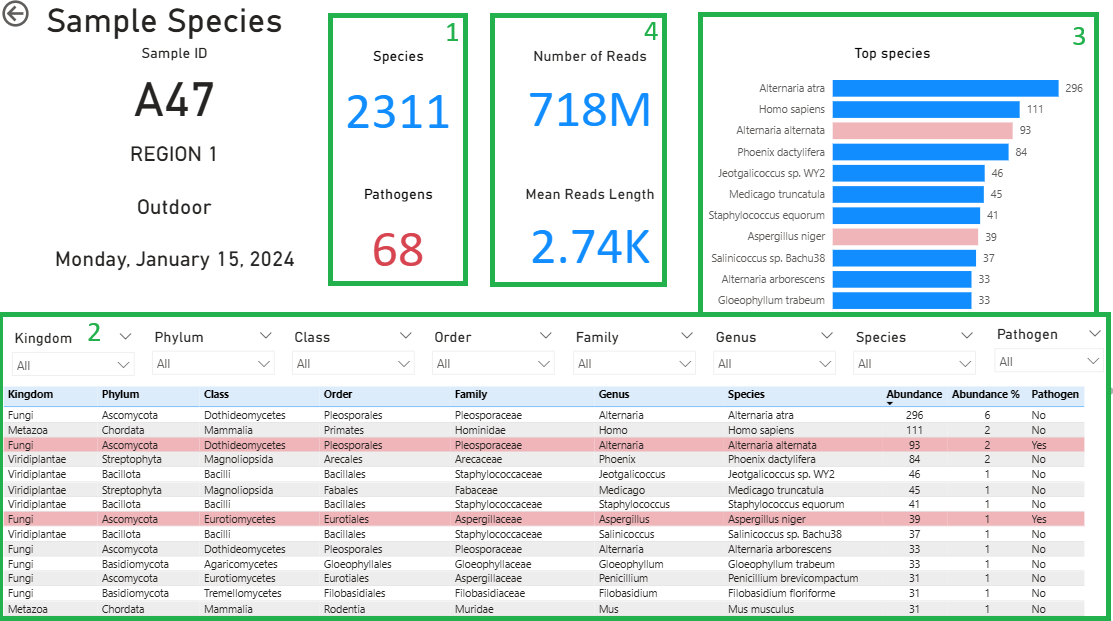 Sample Species
Sample ID
A47
REGION 1
Outdoor
Monday, January 15, 2024
1
Species
2311
Pathogens
68
4
Number of Reads
718M
Mean Reads Length
2.74K
3
Top species
Alternaria atra 296
Homo sapiens 111
Alternaria alternata 93
Phoenix dactylifera 84
Jeotgalicoccus sp. WY2 46
Medicago truncatula 45
Staphylococcus equorum 41
Aspergillus niger 39
Salinicoccus sp. Bachu38 37
Alternaria arborescens 33
Gloeophyllum trabeum 33
Kingdom 2 Phylum Class Order Family Genus Species Pathogen
All All All All All All All All
Kingdom Phylum Class Order Family Genus Species Abundance Abundance % Pathogen
Fungi Ascomycota Dothideomycetes Pleosporales Pleosporaceae Alternaria Alternaria atra 296 6 No
Metazoa Chordata Mammalia Primates Hominidae Homo Homo sapiens 111 2 No
Fungi Ascomycota Dothideomycetes Pleosporales Pleosporaceae Alternaria Alternaria alternata 93 2 Yes
Viridiplantae Streptophyta Magnoliopsida Arecales Arecaceae Phoenix Phoenix dactylifera 84 2 No
Viridiplantae Bacillota Bacilli Bacillales Staphylococcaceae Jeotgalicoccus Jeotgalicoccus sp. WY2 46 1 No
Viridiplantae Streptophyta Magnoliopsida Fabales Fabaceae Medicago Medicago truncatula 45 1 No
Viridiplantae Bacillota Bacilli Bacillales Staphylococcaceae Staphylococcus Staphylococcus equorum 41 1 No
Fungi Ascomycota Eurotiomycetes Eurotiales Aspergillaceae Aspergillus Aspergillus niger 39 1 Yes
Viridiplantae Bacillota Bacilli Bacillales Staphylococcaceae Salinicoccus Salinicoccus sp. Bachu38 37 1 No
Fungi Ascomycota Dothideomycetes Pleosporales Pleosporaceae Alternaria Alternaria arborescens 33 1 No
Fungi Basidiomycota Agaricomycetes Gloeophyllales Gloeophyllaceae Gloeophyllum Gloeophyllum trabeum 33 1 No
Fungi Ascomycota Eurotiomycetes Eurotiales Aspergillaceae Penicillium Penicillium brevicompactum 31 1 No
Fungi Basidiomycota Tremellomycetes Filobasidiales Filobasidiaceae Filobasidium Filobasidium floriforme 31 1 No
Metazoa Chordata Mammalia Rodentia Muridae Mus Mus musculus 31 1 No